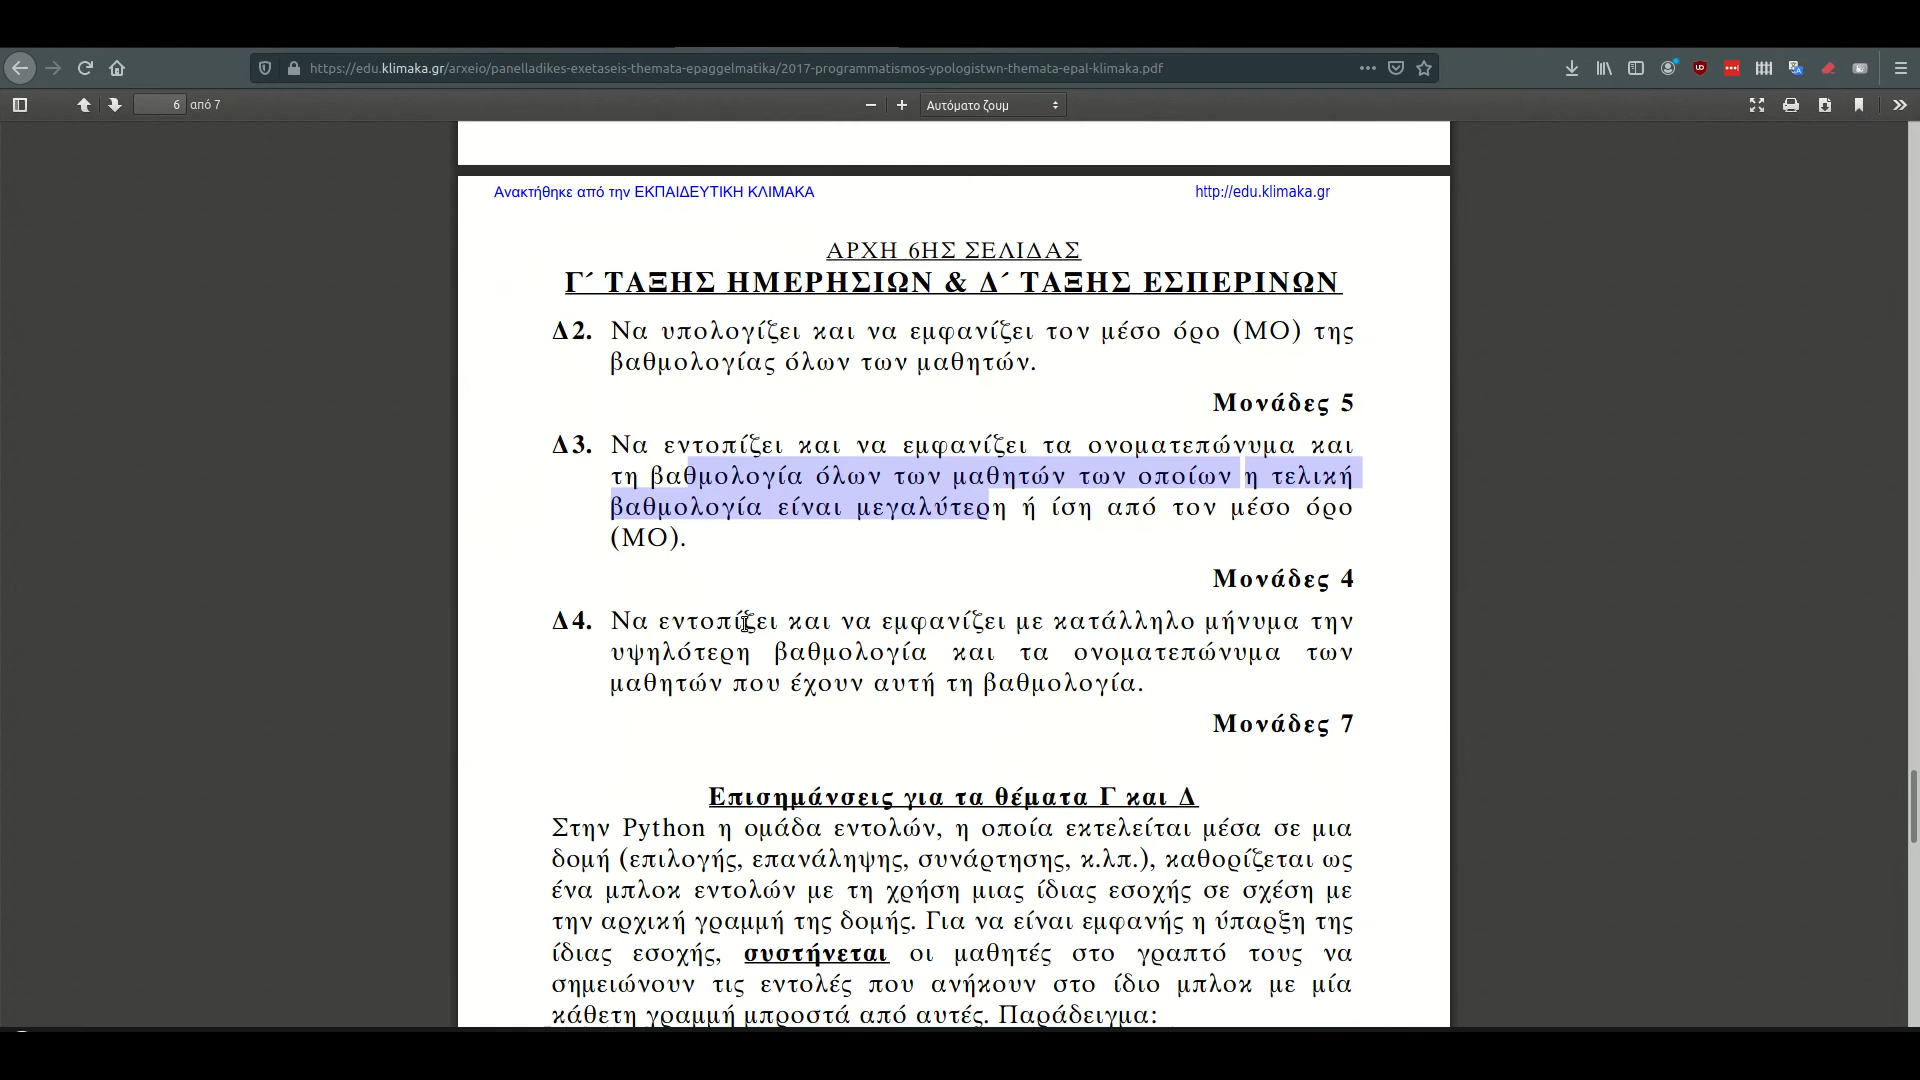 https://edu.klimaka.gr/arxeio/panelladikes-exetaseis-themata-epaggelmatika/2017-programmatismos-ypologistwn-themata-epal-klimaka.pdf
6 από 7
Αυτόματο ζουμ
Ανακτήθηκε από την ΕΚΠΑΙΔΕΥΤΙΚΗ ΚΛΙΜΑΚΑ http://edu.klimaka.gr
ΑΡΧΗ 6ΗΣ ΣΕΛΙΔΑΣ
Γ΄ ΤΑΞΗΣ ΗΜΕΡΗΣΙΩΝ & Δ΄ ΤΑΞΗΣ ΕΣΠΕΡΙΝΩΝ
Δ2. Να υπολογίζει και να εμφανίζει τον μέσο όρο (ΜΟ) της
βαθμολογίας όλων των μαθητών.
Μονάδες 5
Δ3. Να εντοπίζει και να εμφανίζει τα ονοματεπώνυμα και
τη βαθμολογία όλων των μαθητών των οποίων η τελική
βαθμολογία είναι μεγαλύτερη ή ίση από τον μέσο όρο
(ΜΟ).
Μονάδες 4
Δ4. Να εντοπίζει και να εμφανίζει με κατάλληλο μήνυμα την
υψηλότερη βαθμολογία και τα ονοματεπώνυμα των
μαθητών που έχουν αυτή τη βαθμολογία.
Μονάδες 7
Επισημάνσεις για τα θέματα Γ και Δ
Στην Python η ομάδα εντολών, η οποία εκτελείται μέσα σε μια
δομή (επιλογής, επανάληψης, συνάρτησης, κ.λπ.), καθορίζεται ως
ένα μπλοκ εντολών με τη χρήση μιας ίδιας εσοχής σε σχέση με
την αρχική γραμμή της δομής. Για να είναι εμφανής η ύπαρξη της
ίδιας εσοχής, συστήνεται οι μαθητές στο γραπτό τους να
σημειώνουν τις εντολές που ανήκουν στο ίδιο μπλοκ με μία
κάθετη γραμμή μπροστά από αυτές. Παράδειγμα: